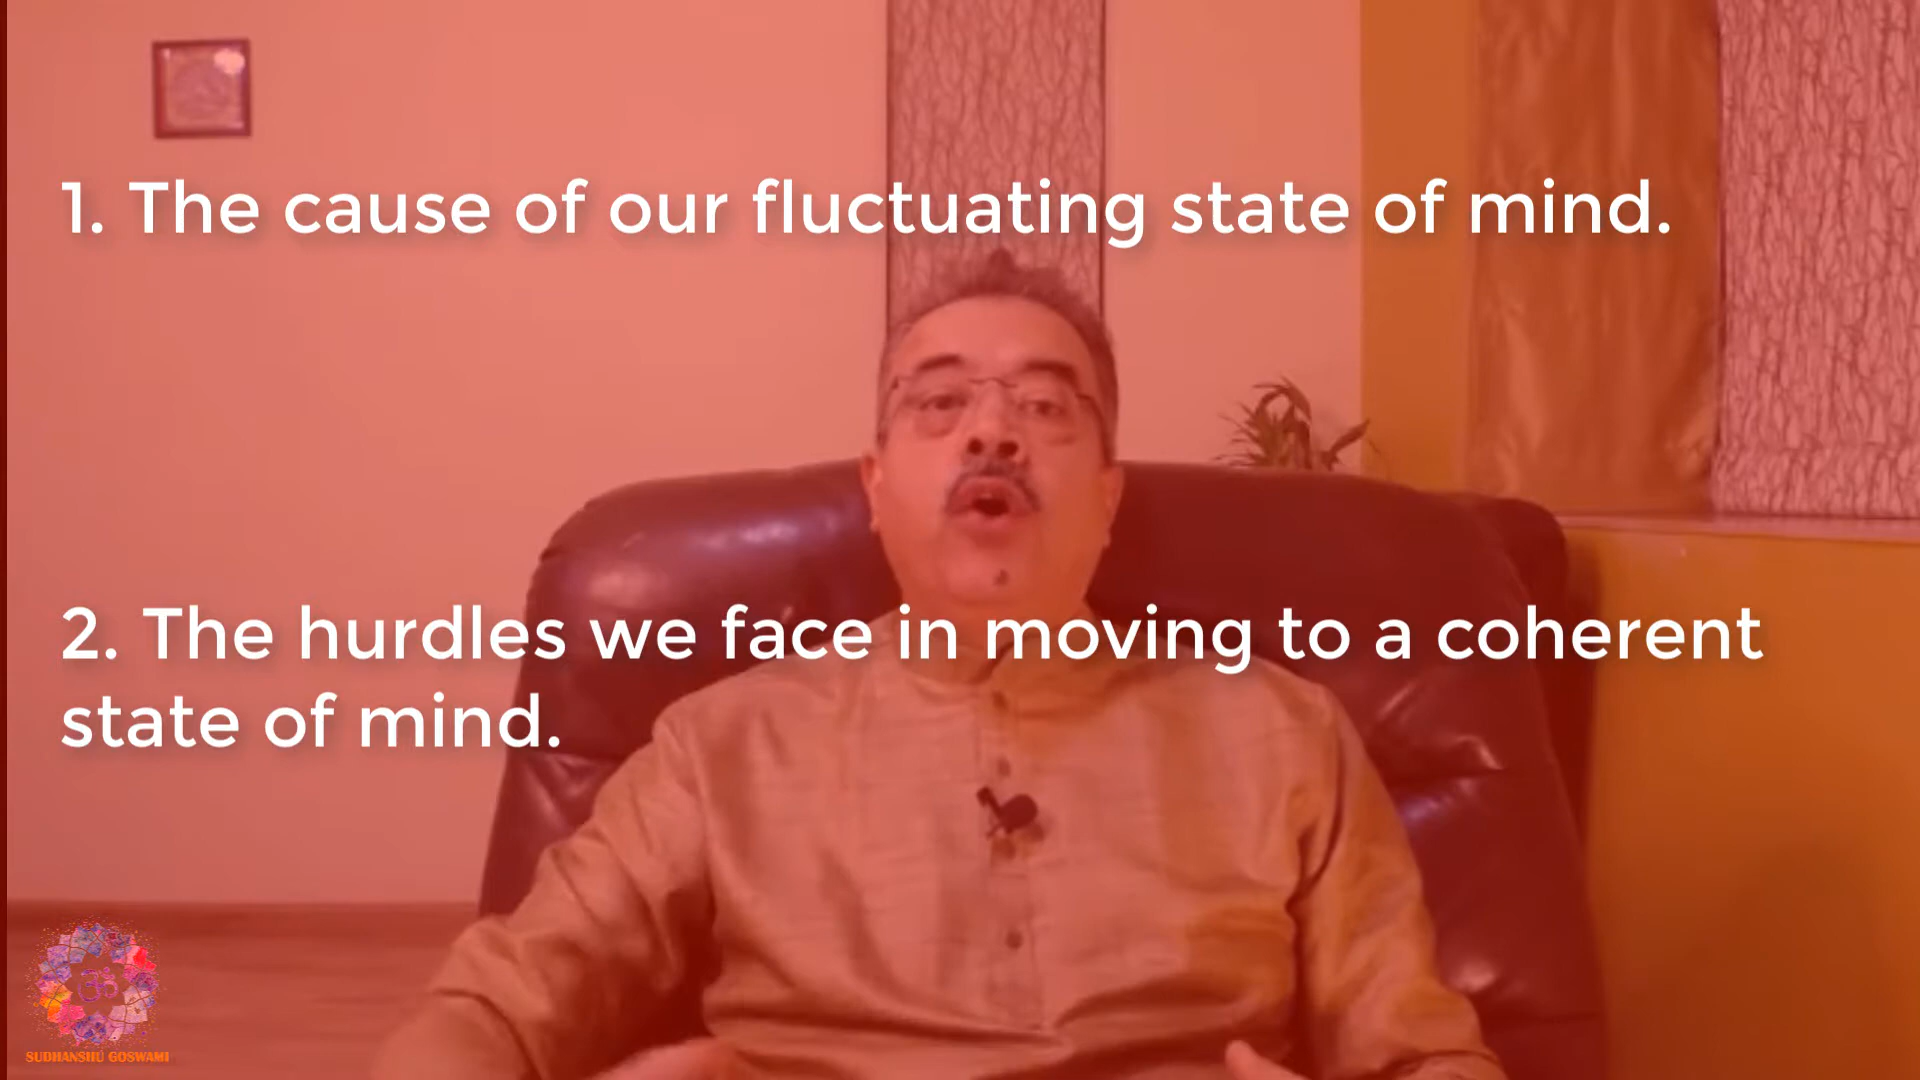 1. The cause of our fluctuating state of mind.
2. The hurdles we face in moving to a coherent
state of mind.
ॐ
SUDHANSHU GOSWAMI